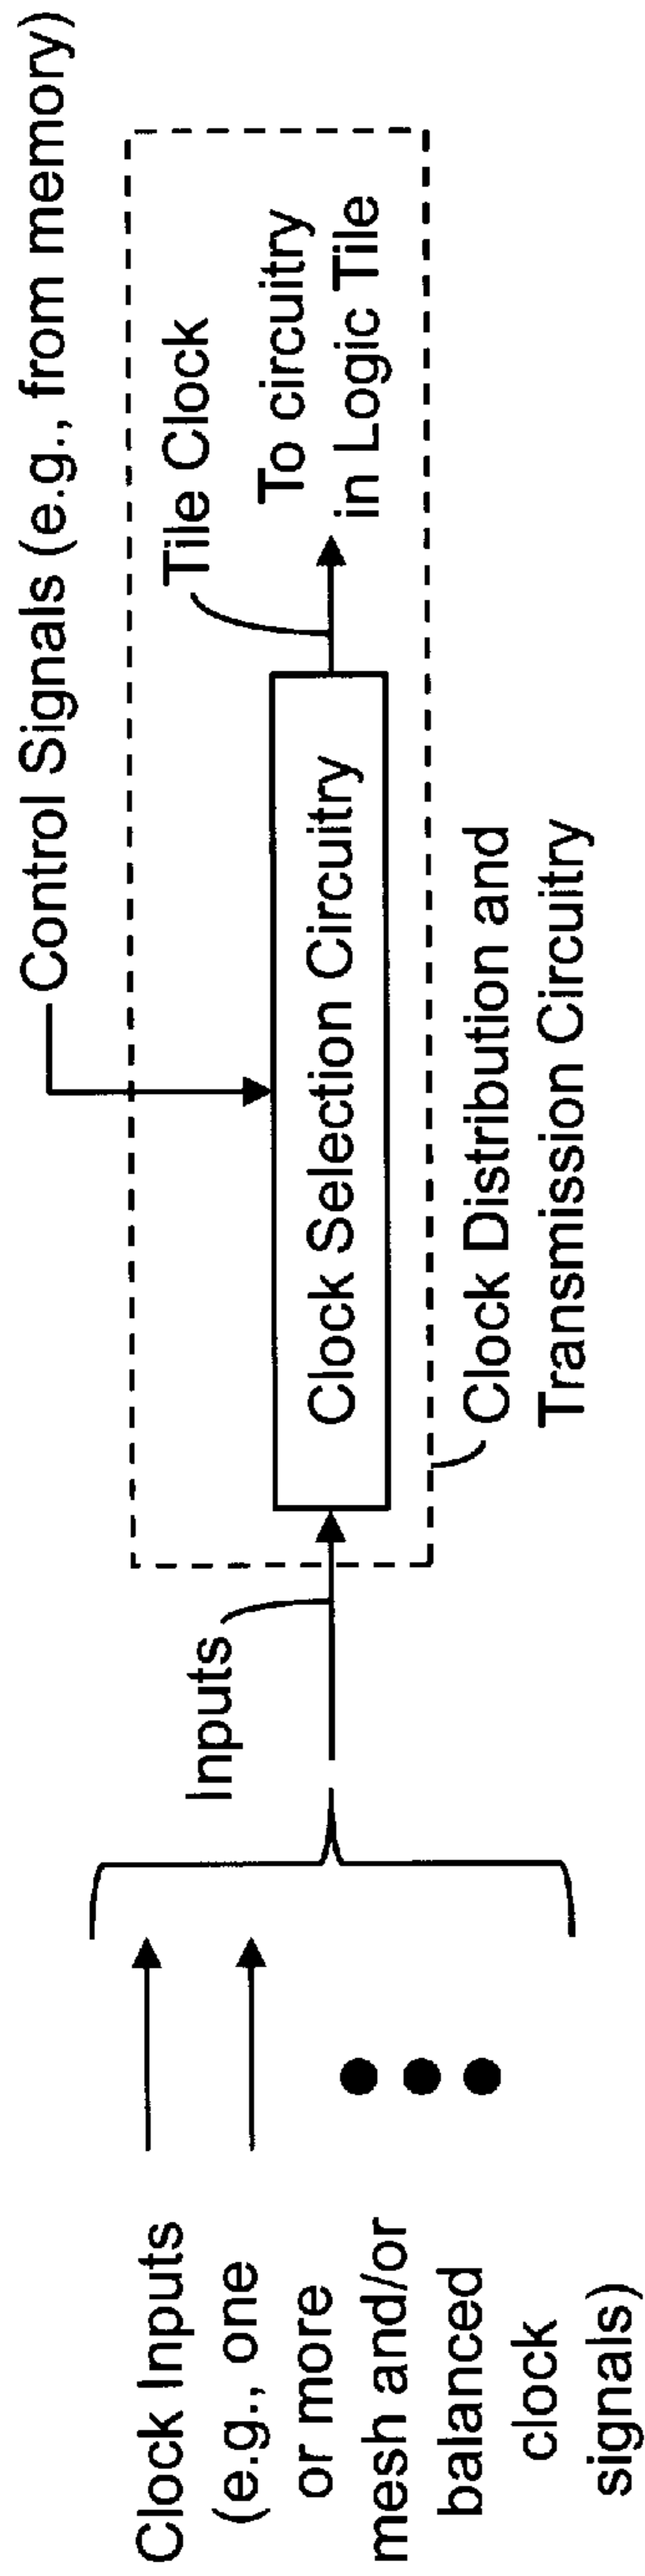 Control Signals (e.g., from memory)
Clock Inputs
(e.g., one
or more
mesh and/or
balanced
clock
signals)
Inputs
Clock Selection Circuitry
Tile Clock
To circuitry
in Logic Tile
Clock Distribution and
Transmission Circuitry